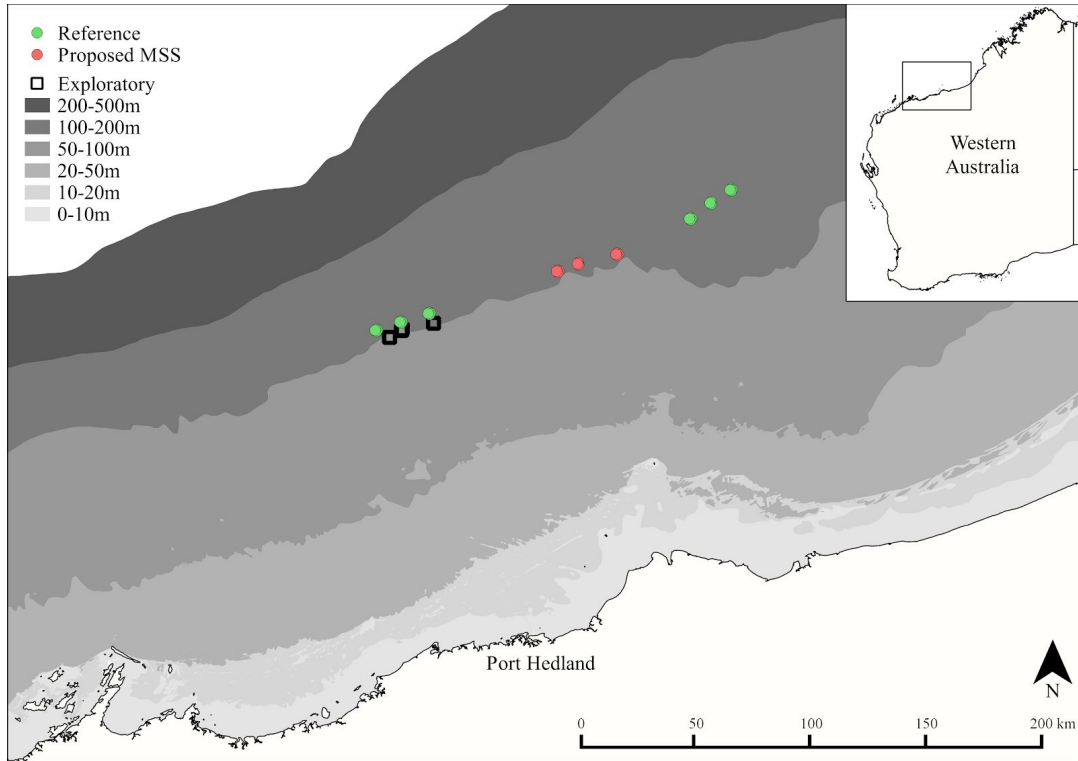 Reference
Proposed MSS
Exploratory
200-500m
100-200m
50-100m
20-50m
10-20m
0-10m
Western
Australia
Port Hedland
N
0
50
100
150
200 km